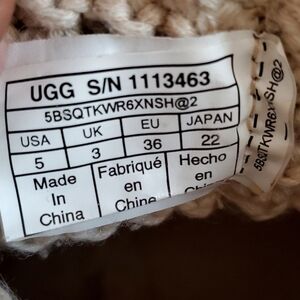 UGG S/N 1113463
5BSQTKWR6XNSH@2
USA UK EU JAPAN
5 3 36 22
Made Fabriqué Hecho
In en en
China Chine
5BSQTKWR6XNSH@2